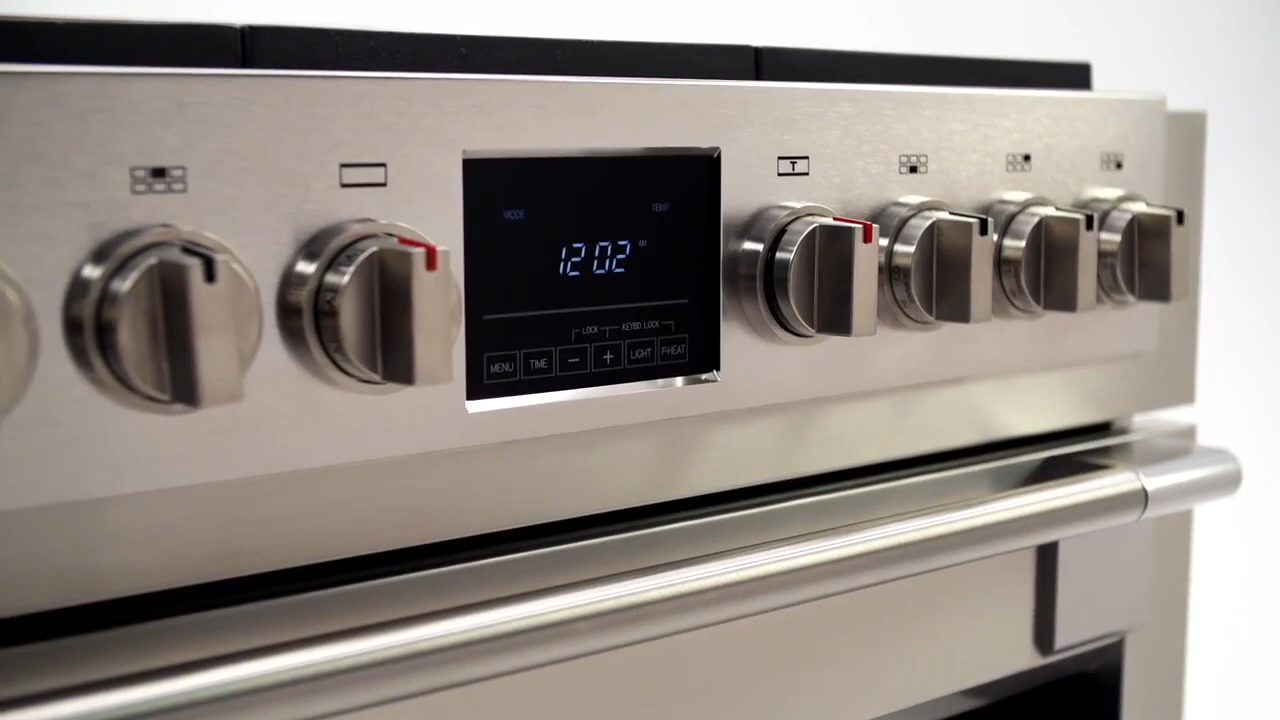 T
MODE TEMP
12 02 AM
LOCK KEYBD LOCK
MENU TIME − + LIGHT P-HEAT